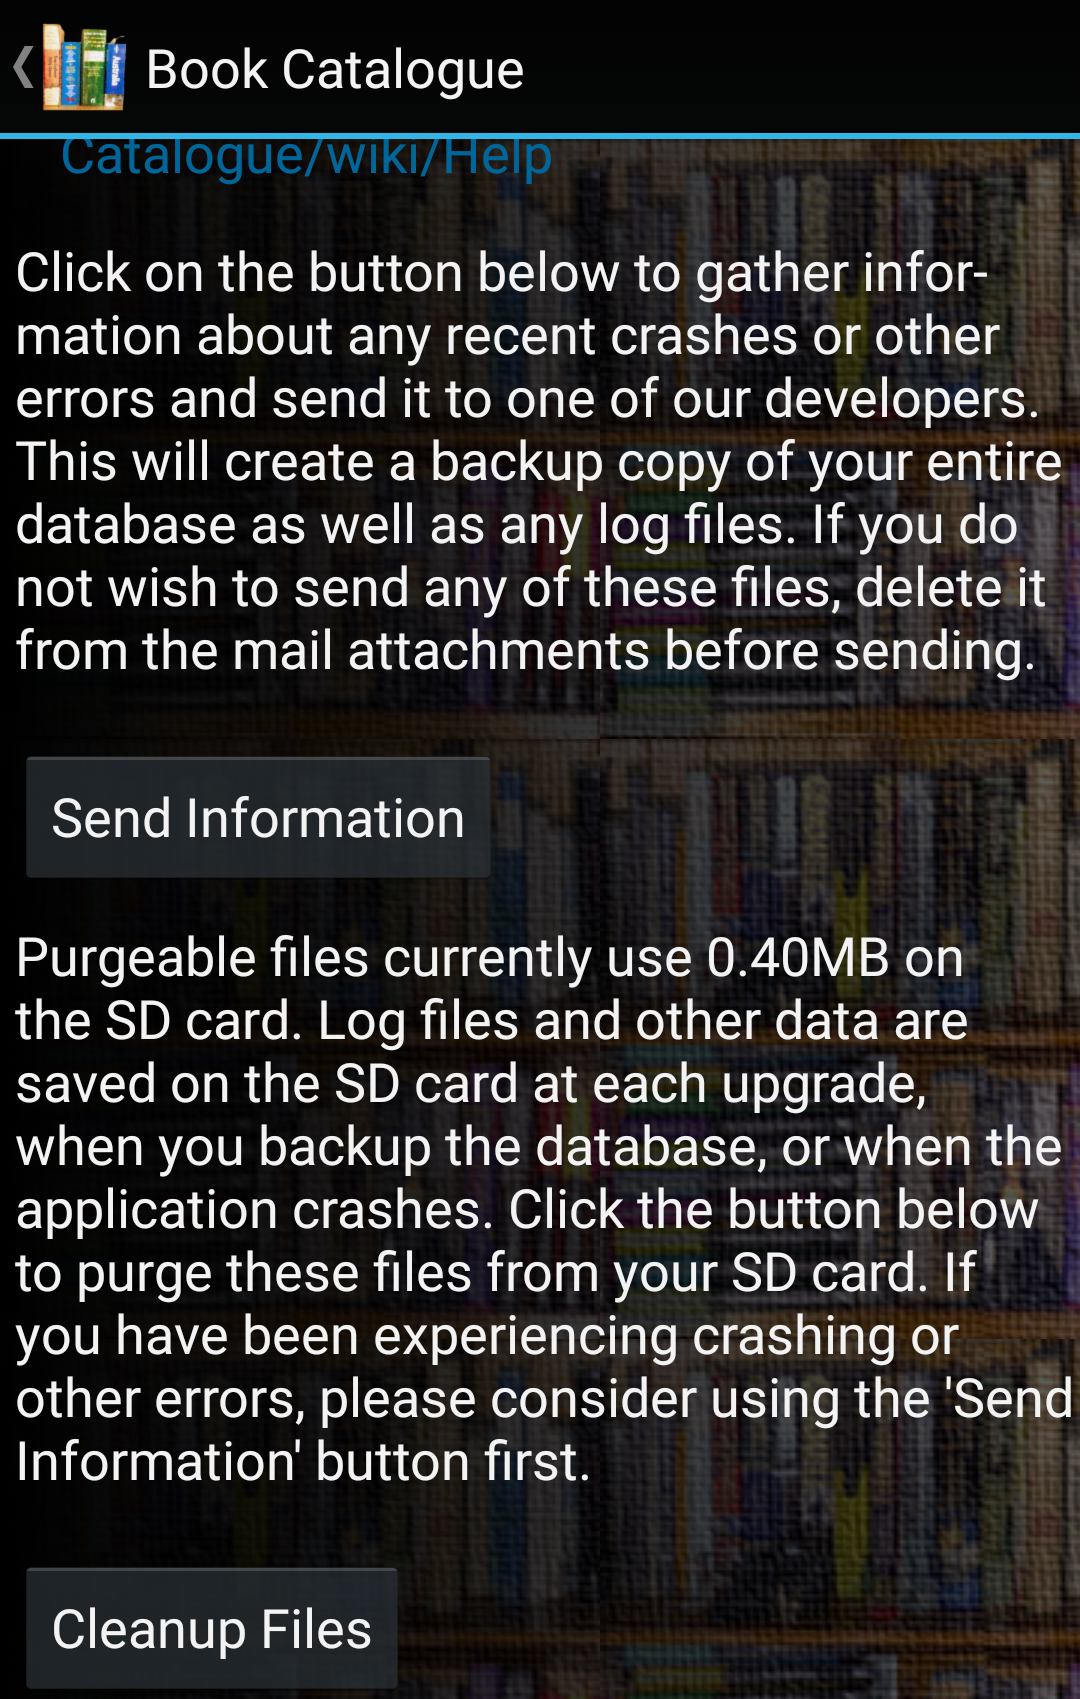 Book Catalogue
Catalogue/wiki/Help
Click on the button below to gather infor-
mation about any recent crashes or other
errors and send it to one of our developers.
This will create a backup copy of your entire
database as well as any log files. If you do
not wish to send any of these files, delete it
from the mail attachments before sending.
Send Information
Purgeable files currently use 0.40MB on
the SD card. Log files and other data are
saved on the SD card at each upgrade,
when you backup the database, or when the
application crashes. Click the button below
to purge these files from your SD card. If
you have been experiencing crashing or
other errors, please consider using the 'Send
Information' button first.
Cleanup Files